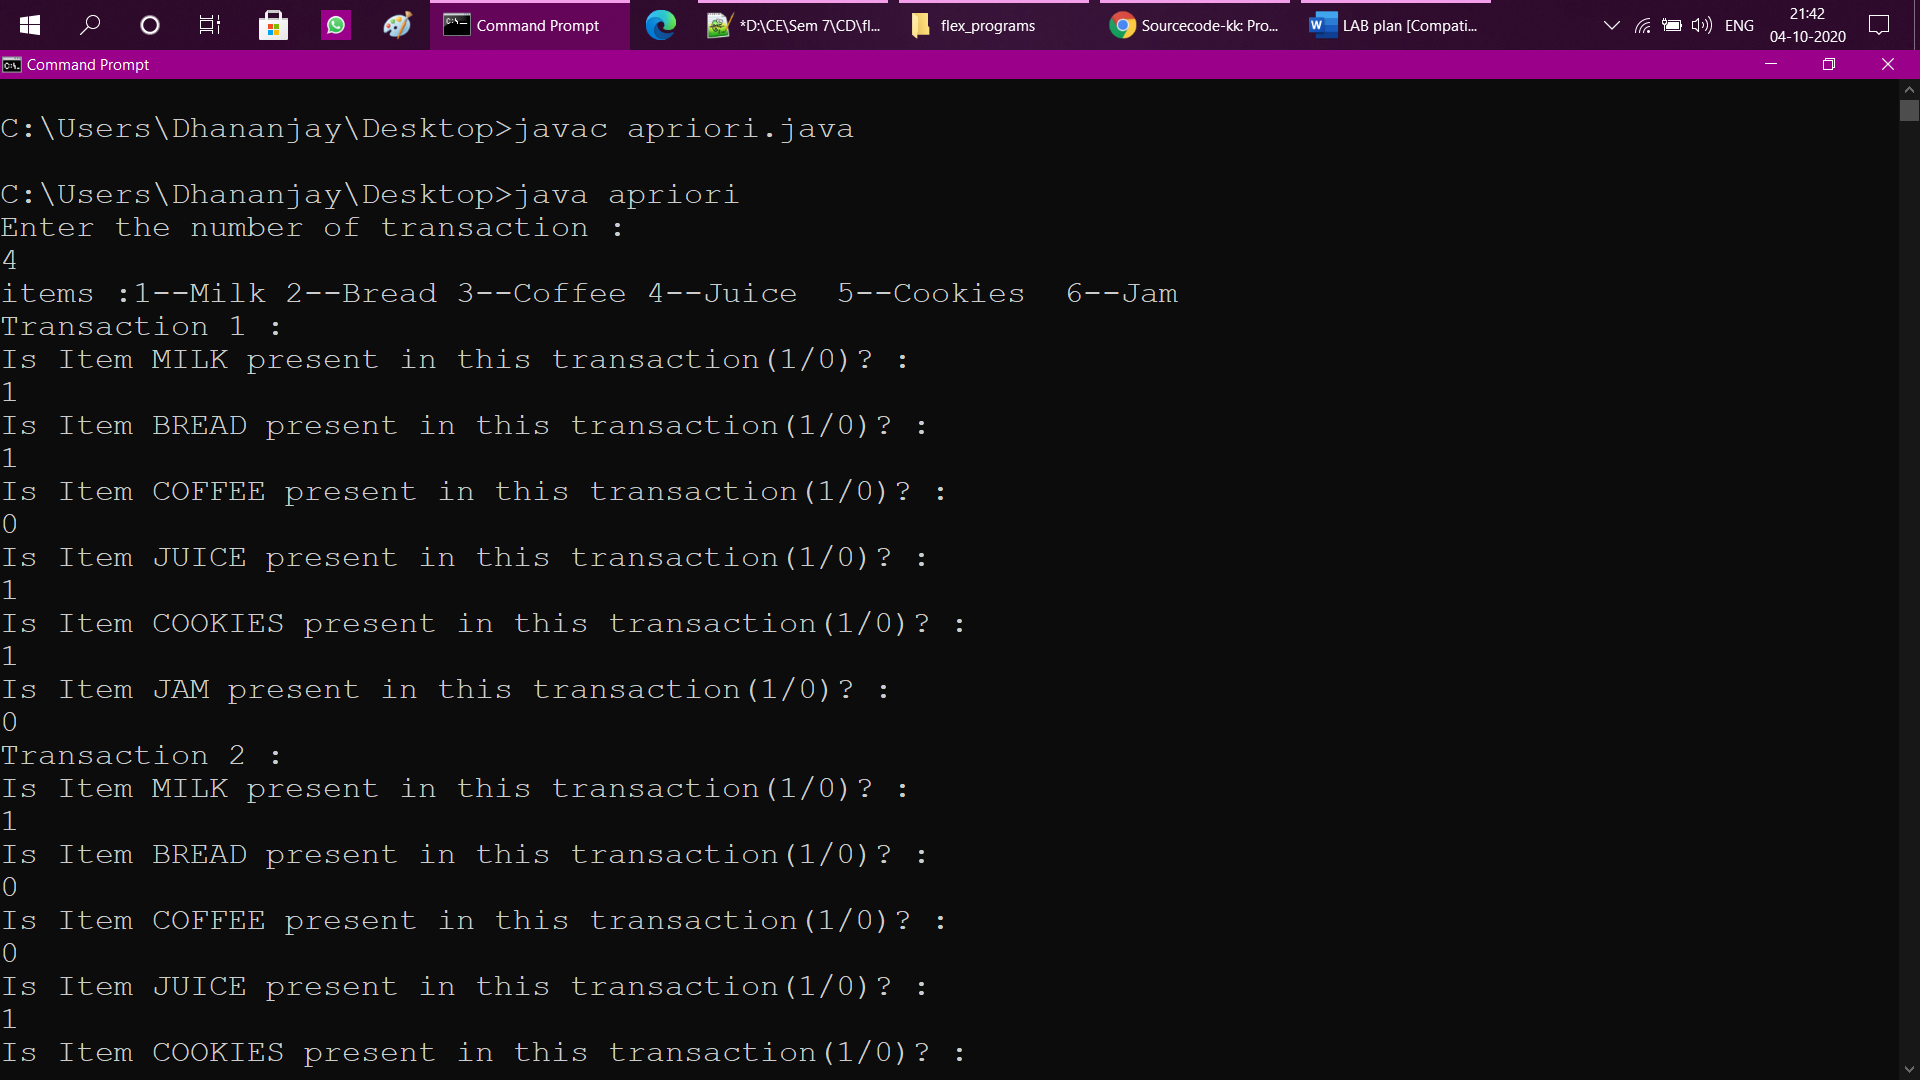 Command Prompt
*D:\CE\Sem 7\CD\fl...
flex_programs
Sourcecode-kk: Pro...
LAB plan [Compati...
ENG
21:42
04-10-2020
Command Prompt
C:\Users\Dhananjay\Desktop>javac apriori.java
C:\Users\Dhananjay\Desktop>java apriori
Enter the number of transaction :
4
items :1--Milk 2--Bread 3--Coffee 4--Juice  5--Cookies  6--Jam
Transaction 1 :
Is Item MILK present in this transaction(1/0)? :
1
Is Item BREAD present in this transaction(1/0)? :
1
Is Item COFFEE present in this transaction(1/0)? :
0
Is Item JUICE present in this transaction(1/0)? :
1
Is Item COOKIES present in this transaction(1/0)? :
1
Is Item JAM present in this transaction(1/0)? :
0
Transaction 2 :
Is Item MILK present in this transaction(1/0)? :
1
Is Item BREAD present in this transaction(1/0)? :
0
Is Item COFFEE present in this transaction(1/0)? :
0
Is Item JUICE present in this transaction(1/0)? :
1
Is Item COOKIES present in this transaction(1/0)? :